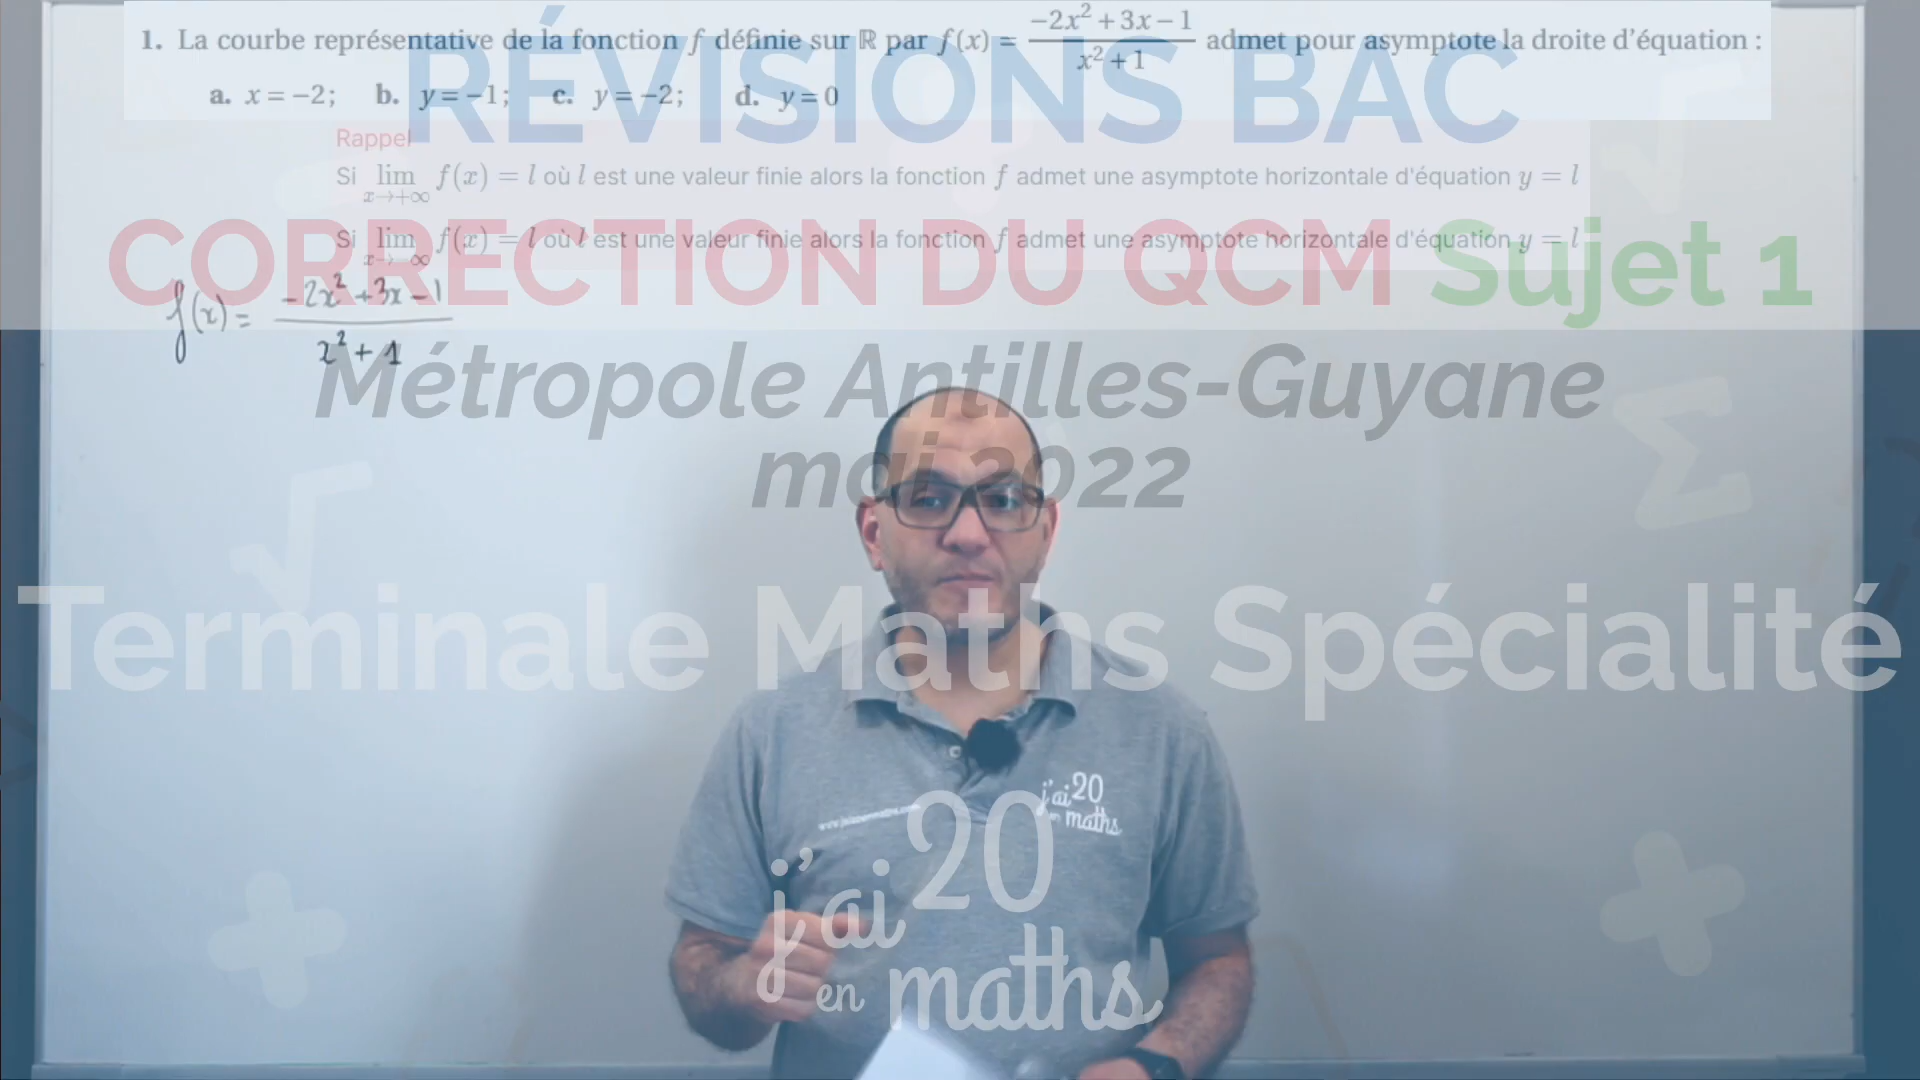 1. La courbe représentative de la fonction f définie sur ℝ par f(x) = (-2x² + 3x - 1)/(x² + 1) admet pour asymptote la droite d'équation :
a. x = -2; b. y = -1; c. y = -2; d. y = 0
RÉVISIONS BAC
Rappel
Si lim x→+∞ f(x) = l où l est une valeur finie alors la fonction f admet une asymptote horizontale d'équation y = l
CORRECTION DU QCM Sujet 1
Si lim x→-∞ f(x) = l où l est une valeur finie alors la fonction f admet une asymptote horizontale d'équation y = l
f(x) = (-2x² + 3x - 1)/(x² + 1)
Métropole Antilles-Guyane
mai 2022
Terminale Maths Spécialité
j'ai 20
en maths
j'ai 20
en maths